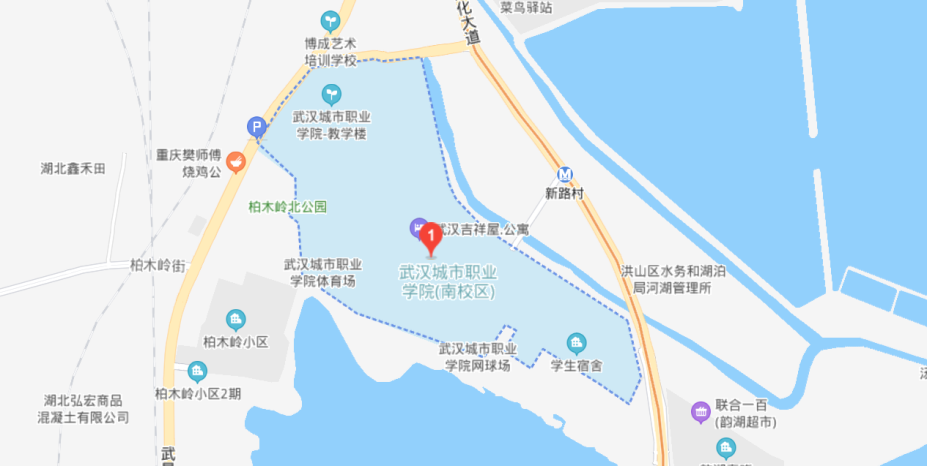 菜鸟驿站
化大道
博成艺术
培训学校
武汉城市职业
学院-教学楼
P
重庆樊师傅
烧鸡公
湖北鑫禾田
新路村
柏木岭北公园
1
武汉吉祥屋.公寓
柏木岭街
武汉城市职业
学院体育场
武汉城市职业
学院(南校区)
洪山区水务和湖泊
局河湖管理所
柏木岭小区
武汉城市职业
学院网球场
学生宿舍
柏木岭小区2期
湖北弘宏商品
混凝土有限公司
联合一百
(韵湖超市)
武